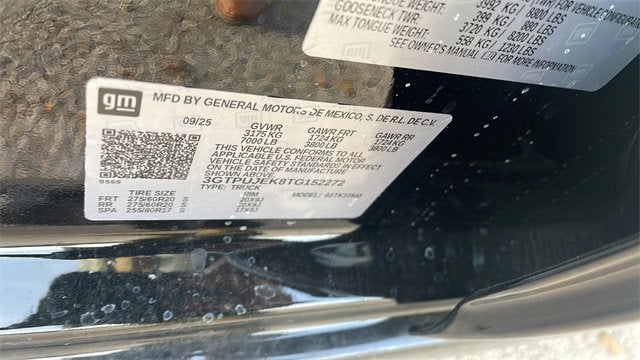 3992 KG / 8800 LBS
GOOSENECK TWR: 399 KG / 880 LBS
MAX TONGUE WEIGHT: 3720 KG / 8200 LBS
558 KG / 1230 LBS
SEE OWNER'S MANUAL FOR MORE INFORMATION
gm
MFD BY GENERAL MOTORS DE MEXICO, S. DE R.L. DE C.V.
09/25 GVWR GAWR FRT GAWR RR
3175 KG 1724 KG 1724 KG
7000 LB 3800 LB 3800 LB
THIS VEHICLE CONFORMS TO ALL
APPLICABLE U.S. FEDERAL MOTOR
VEHICLE SAFETY STANDARDS IN EFFECT
ON THE DATE OF MANUFACTURE
SHOWN ABOVE.
3GTPUJEK8TG152272
8555 TYPE: TRUCK MODEL:
TIRE SIZE RIM
FRT 275/60R20 S 20X9J
RR 275/60R20 S 20X9J
SPA 255/80R17 S 17X8J